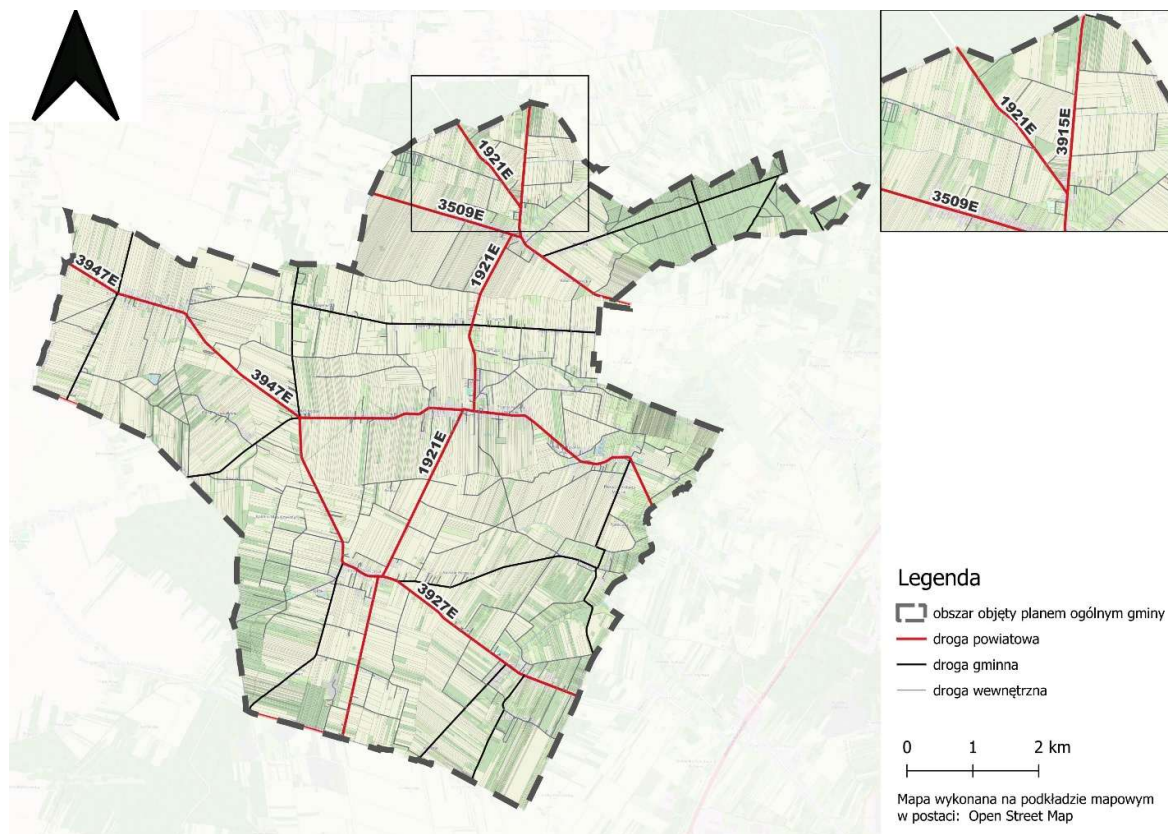 1921E
3915E
3509E
1921E
3509E
1921E
3947E
3947E
1921E
3927E
Legenda
obszar objęty planem ogólnym gminy
droga powiatowa
droga gminna
droga wewnętrzna
0 1 2 km
Mapa wykonana na podkładzie mapowym
w postaci: Open Street Map